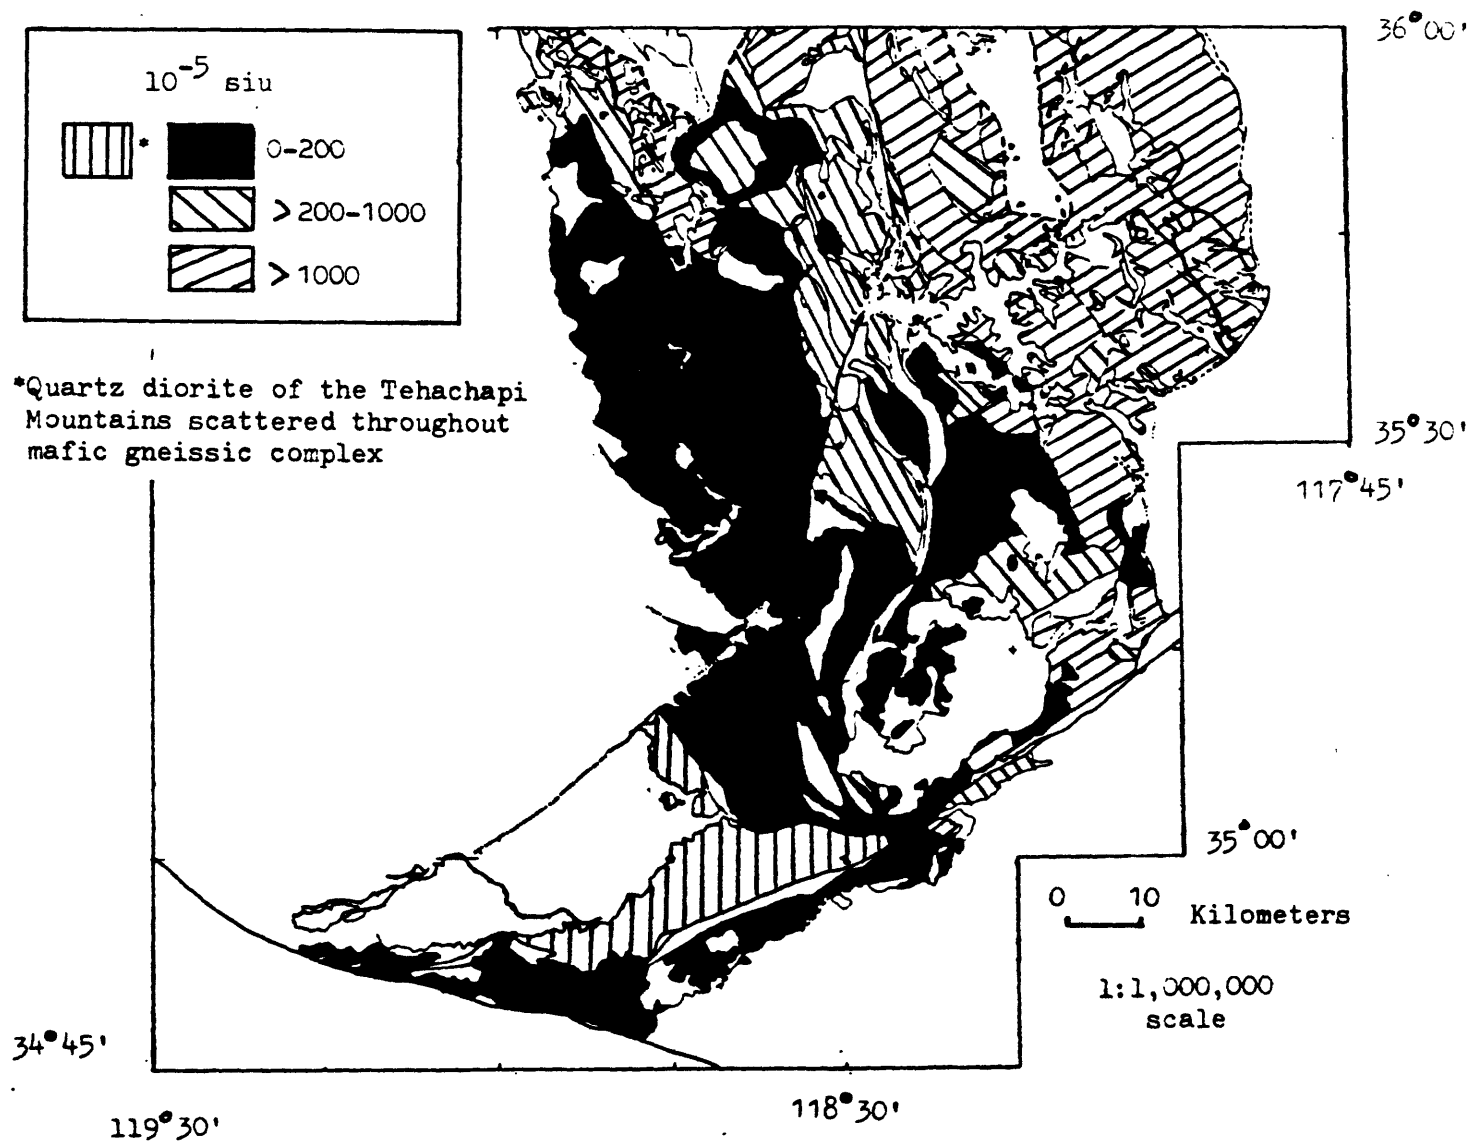 10-5 siu
* 0-200
>200-1000
>1000
*Quartz diorite of the Tehachapi
Mountains scattered throughout
mafic gneissic complex
36°00'
35°30'
117°45'
35°00'
0 10 Kilometers
1:1,000,000
scale
34°45'
118°30'
119°30'